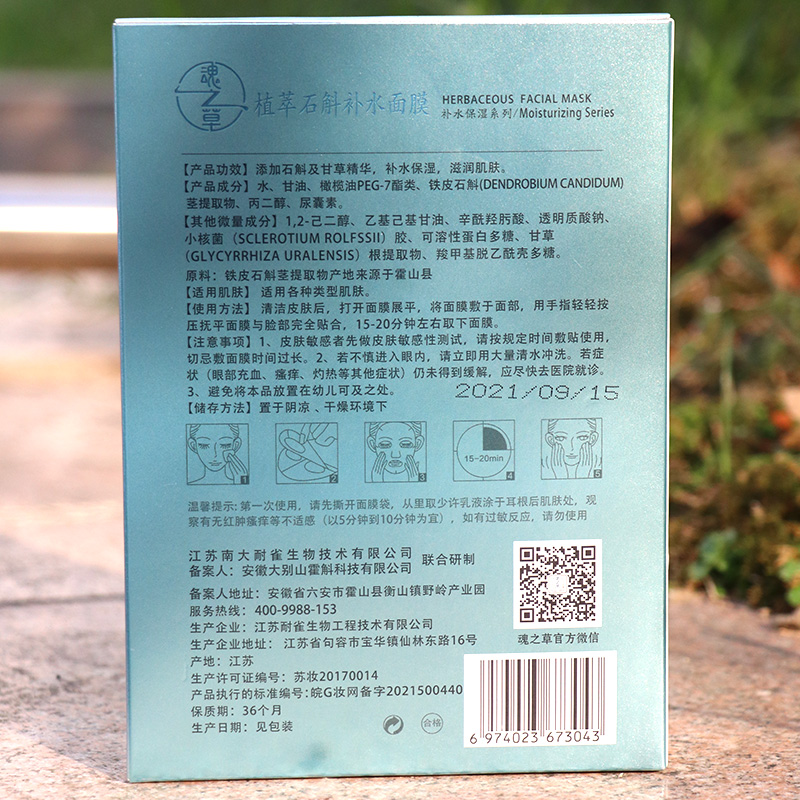 魂之草
植萃石斛补水面膜
HERBACEOUS FACIAL MASK
补水保湿系列/Moisturizing Series
【产品功效】添加石斛及甘草精华，补水保湿，滋润肌肤。
【产品成分】水、甘油、橄榄油PEG-7酯类、铁皮石斛(DENDROBIUM CANDIDUM)
茎提取物、丙二醇、尿囊素。
【其他微量成分】1,2-己二醇、乙基己基甘油、辛酰羟肟酸、透明质酸钠、
小核菌（SCLEROTIUM ROLFSSII）胶、可溶性蛋白多糖、甘草
(GLYCYRRHIZA URALENSIS）根提取物、羧甲基脱乙酰壳多糖。
原料：铁皮石斛茎提取物产地来源于霍山县
【适用肌肤】 适用各种类型肌肤。
【使用方法】清洁皮肤后，打开面膜展平，将面膜敷于面部，用手指轻轻按
压抚平面膜与脸部完全贴合，15-20分钟左右取下面膜。
【注意事项】1、皮肤敏感者先做皮肤敏感性测试，请按规定时间敷贴使用，
切忌敷面膜时间过长。2、若不慎进入眼内，请立即用大量清水冲洗。若症
状（眼部充血、瘙痒、灼热等其他症状）仍未得到缓解，应尽快去医院就诊。
3、避免将本品放置在幼儿可及之处。
2021/09/15
【储存方法】置于阴凉、干燥环境下
1
2
3
15~20min
4
5
温馨提示: 第一次使用，请先撕开面膜袋，从里取少许乳液涂于耳根后肌肤处，观
察有无红肿瘙痒等不适感（以5分钟到10分钟为宜），如有过敏反应，请勿使用
江苏南大耐雀生物技术有限公司
备案人：安徽大别山霍斛科技有限公司
联合研制
备案人地址：安徽省六安市霍山县衡山镇野岭产业园
服务热线：400-9988-153
生产企业：江苏耐雀生物工程技术有限公司
生产企业地址： 江苏省句容市宝华镇仙林东路16号
产地：江苏
生产许可证编号：苏妆20170014
产品执行的标准编号:皖G妆网备字2021500440
保质期：36个月
生产日期：见包装
合格
魂之草官方微信
6 974023 673043